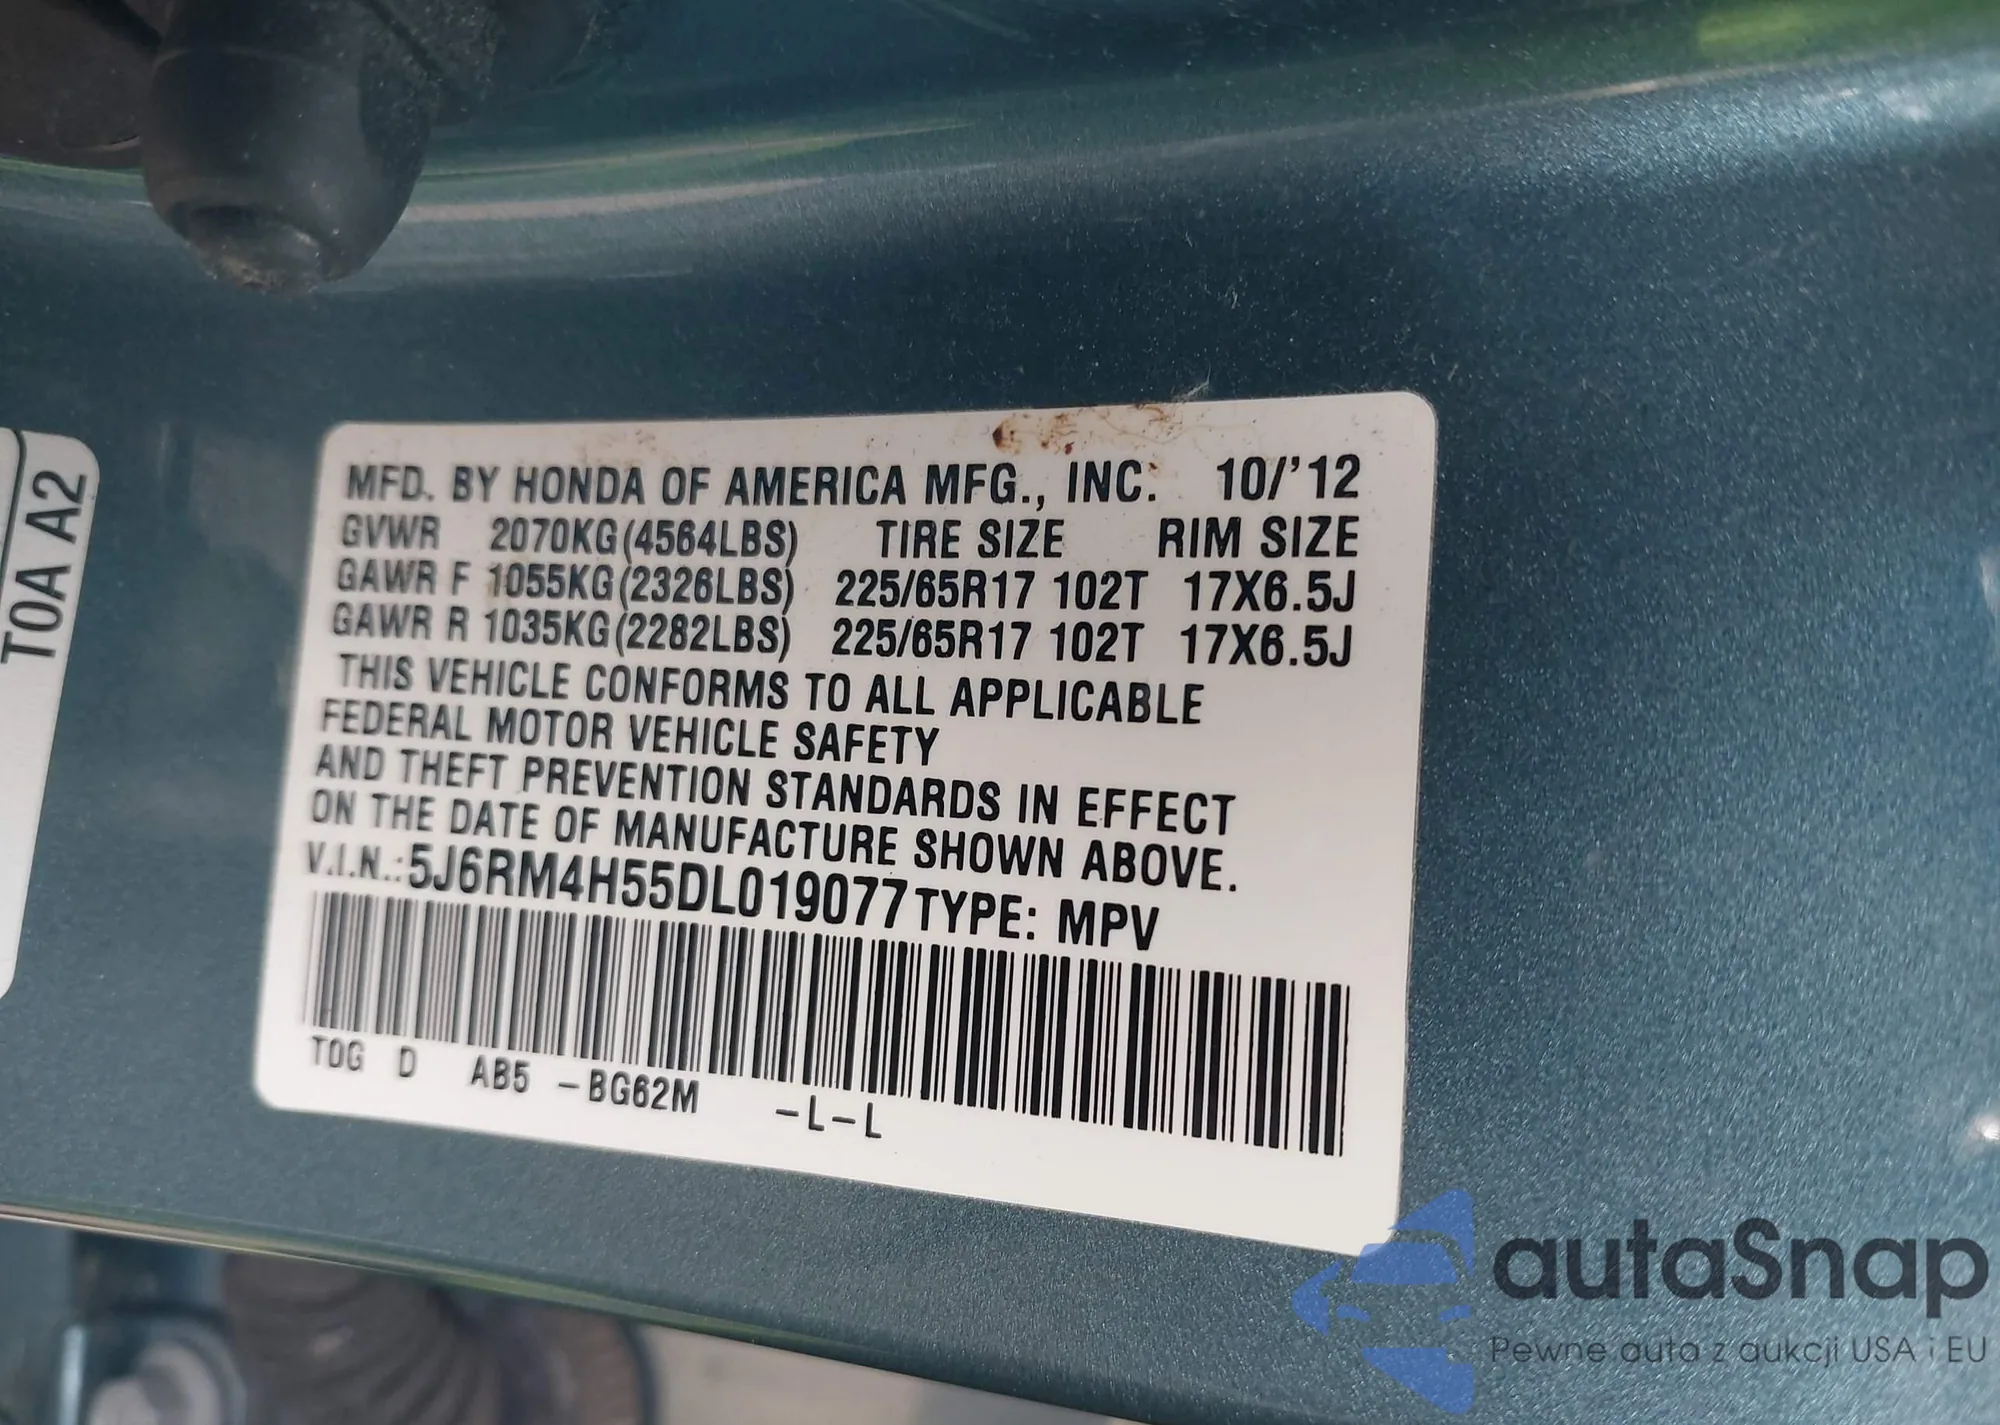 T0A A2
MFD. BY HONDA OF AMERICA MFG., INC. 10/'12
GVWR 2070KG(4564LBS) TIRE SIZE RIM SIZE
GAWR F 1055KG(2326LBS) 225/65R17 102T 17X6.5J
GAWR R 1035KG(2282LBS) 225/65R17 102T 17X6.5J
THIS VEHICLE CONFORMS TO ALL APPLICABLE
FEDERAL MOTOR VEHICLE SAFETY
AND THEFT PREVENTION STANDARDS IN EFFECT
ON THE DATE OF MANUFACTURE SHOWN ABOVE.
V.I.N.:5J6RM4H55DL019077 TYPE: MPV
T0G D AB5 -BG62M -L-L
autaSnap
Pewne auta z aukcji USA i EU